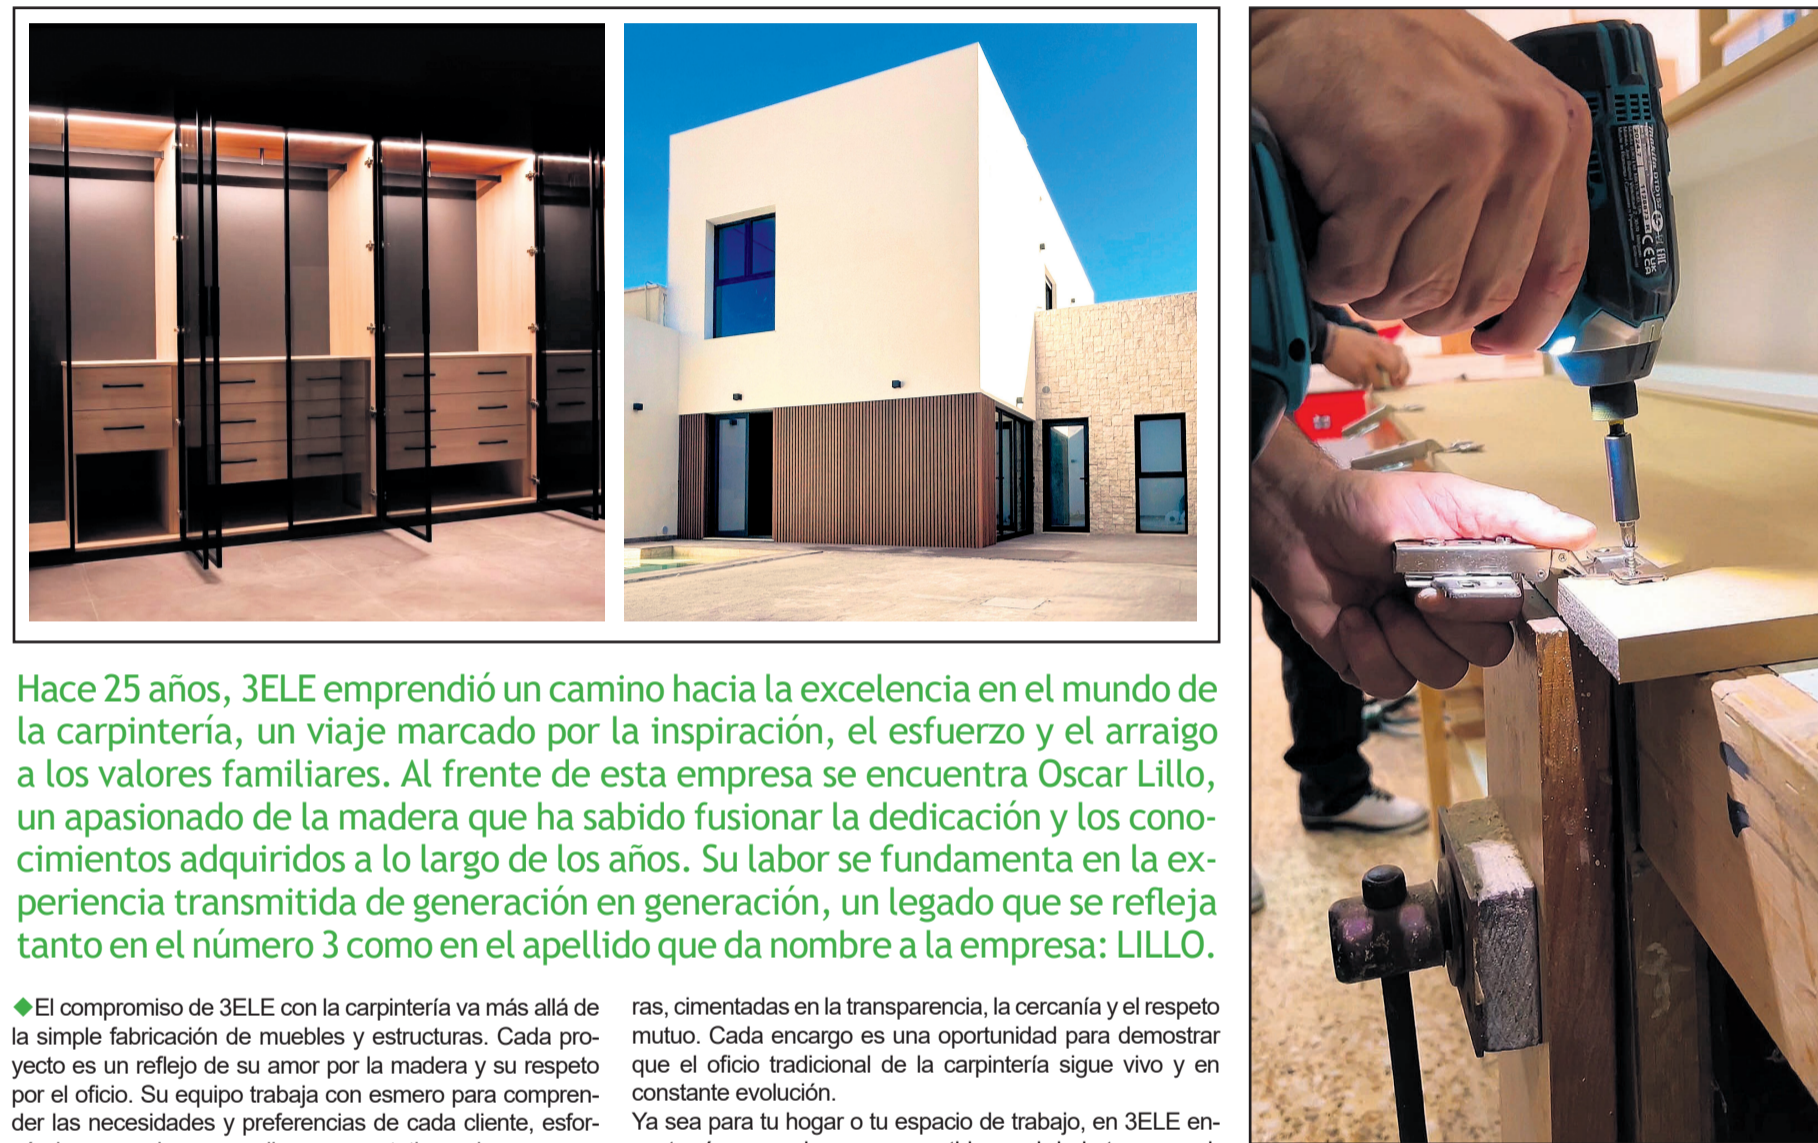 Hace 25 años, 3ELE emprendió un camino hacia la excelencia en el mundo de
la carpintería, un viaje marcado por la inspiración, el esfuerzo y el arraigo
a los valores familiares. Al frente de esta empresa se encuentra Oscar Lillo,
un apasionado de la madera que ha sabido fusionar la dedicación y los cono-
cimientos adquiridos a lo largo de los años. Su labor se fundamenta en la ex-
periencia transmitida de generación en generación, un legado que se refleja
tanto en el número 3 como en el apellido que da nombre a la empresa: LILLO.
◆El compromiso de 3ELE con la carpintería va más allá de
la simple fabricación de muebles y estructuras. Cada pro-
yecto es un reflejo de su amor por la madera y su respeto
por el oficio. Su equipo trabaja con esmero para compren-
der las necesidades y preferencias de cada cliente, esfor-
ras, cimentadas en la transparencia, la cercanía y el respeto
mutuo. Cada encargo es una oportunidad para demostrar
que el oficio tradicional de la carpintería sigue vivo y en
constante evolución.
Ya sea para tu hogar o tu espacio de trabajo, en 3ELE en-